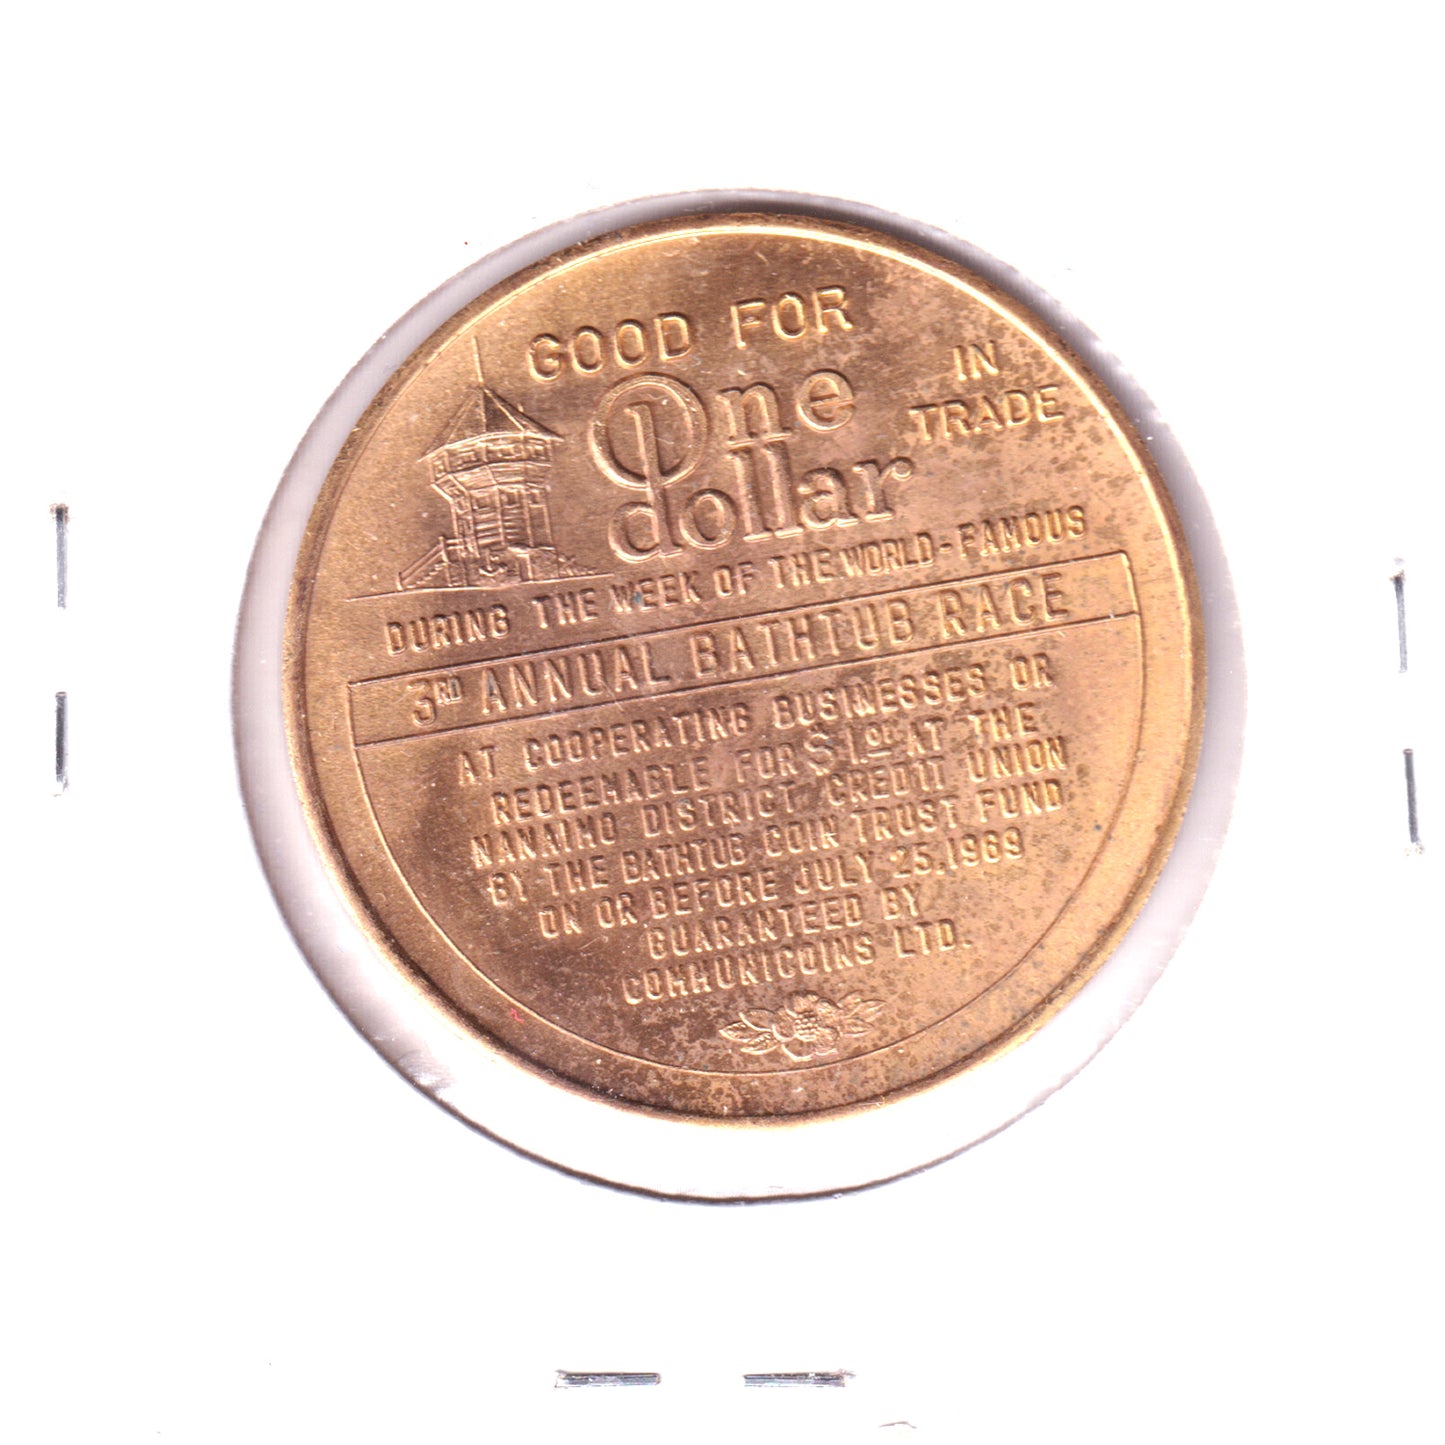 GOOD FOR
One
dollar
IN
TRADE
DURING THE WEEK OF THE WORLD-FAMOUS
3RD ANNUAL BATHTUB RACE
AT COOPERATING BUSINESSES OR
REDEEMABLE FOR $1.00 AT THE
NANAIMO DISTRICT CREDIT UNION
BY THE BATHTUB COIN TRUST FUND
ON OR BEFORE JULY 25, 1969
GUARANTEED BY
COMMUNICOINS LTD.